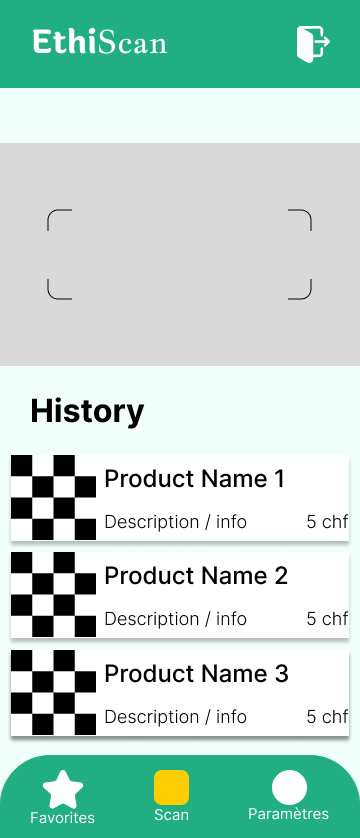 EthiScan
History
Product Name 1
Description / info 5 chf
Product Name 2
Description / info 5 chf
Product Name 3
Description / info 5 chf
Favorites Scan Paramètres